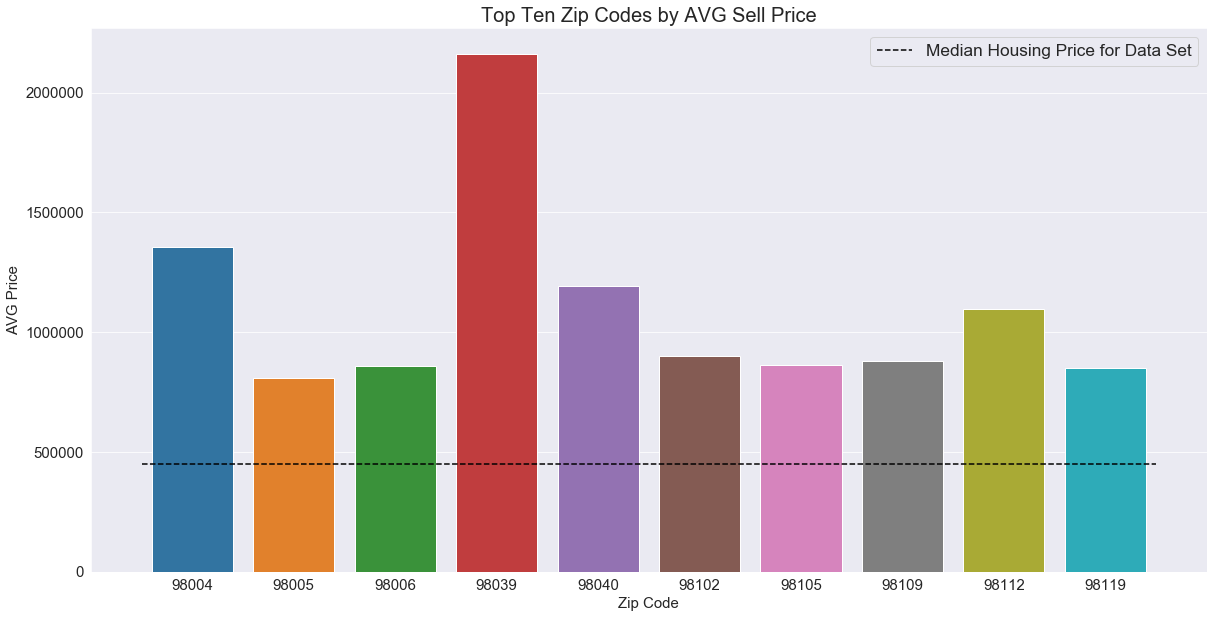 Top Ten Zip Codes by AVG Sell Price
Median Housing Price for Data Set
AVG Price
2000000
1500000
1000000
500000
0
98004 98005 98006 98039 98040 98102 98105 98109 98112 98119
Zip Code